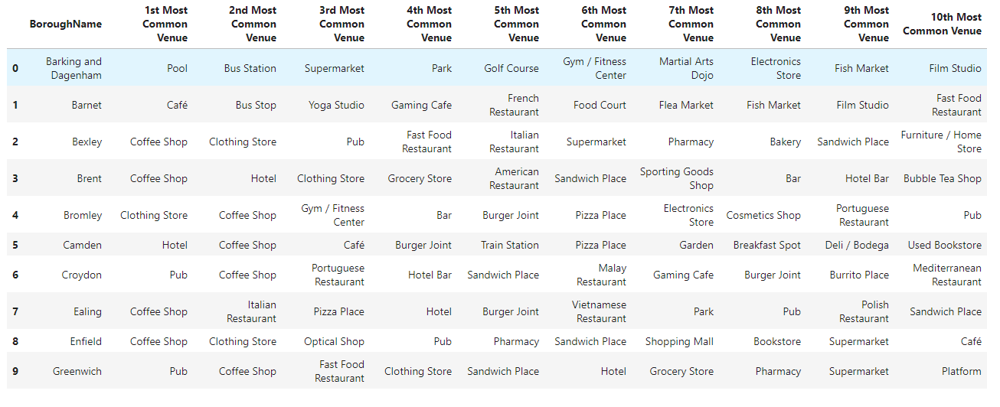 BoroughName 1st Most Common Venue 2nd Most Common Venue 3rd Most Common Venue 4th Most Common Venue 5th Most Common Venue 6th Most Common Venue 7th Most Common Venue 8th Most Common Venue 9th Most Common Venue 10th Most Common Venue
0 Barking and Dagenham Pool Bus Station Supermarket Park Golf Course Gym / Fitness Center Martial Arts Dojo Electronics Store Fish Market Film Studio
1 Barnet Café Bus Stop Yoga Studio Gaming Cafe French Restaurant Food Court Flea Market Fish Market Film Studio Fast Food Restaurant
2 Bexley Coffee Shop Clothing Store Pub Fast Food Restaurant Italian Restaurant Supermarket Pharmacy Bakery Sandwich Place Furniture / Home Store
3 Brent Coffee Shop Hotel Clothing Store Grocery Store American Restaurant Sandwich Place Sporting Goods Shop Bar Hotel Bar Bubble Tea Shop
4 Bromley Clothing Store Coffee Shop Gym / Fitness Center Bar Burger Joint Pizza Place Electronics Store Cosmetics Shop Portuguese Restaurant Pub
5 Camden Hotel Coffee Shop Café Burger Joint Train Station Pizza Place Garden Breakfast Spot Deli / Bodega Used Bookstore
6 Croydon Pub Coffee Shop Portuguese Restaurant Hotel Bar Sandwich Place Malay Restaurant Gaming Cafe Burger Joint Burrito Place Mediterranean Restaurant
7 Ealing Coffee Shop Italian Restaurant Pizza Place Hotel Burger Joint Vietnamese Restaurant Park Pub Polish Restaurant Sandwich Place
8 Enfield Coffee Shop Clothing Store Optical Shop Pub Pharmacy Sandwich Place Shopping Mall Bookstore Supermarket Café
9 Greenwich Pub Coffee Shop Fast Food Restaurant Clothing Store Sandwich Place Hotel Grocery Store Pharmacy Supermarket Platform